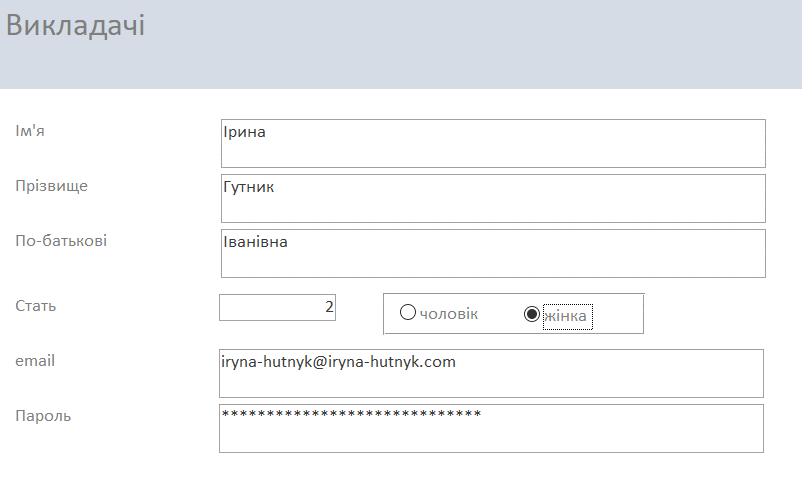 Викладачі
Ім'я Ірина
Прізвище Гутник
По-батькові Іванівна
Стать 2 чоловік жінка
email iryna-hutnyk@iryna-hutnyk.com
Пароль *****************************